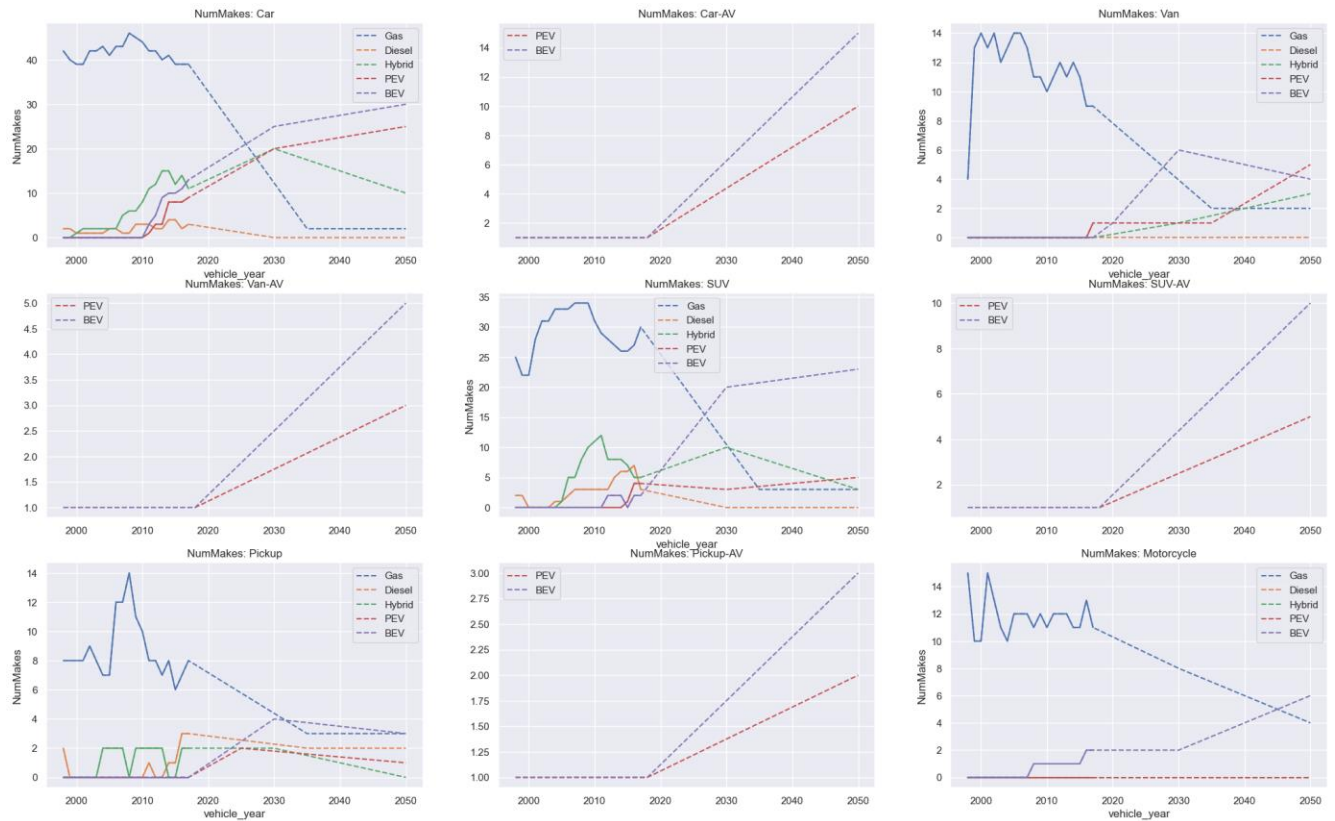 NumMakes: Car
NumMakes
40
30
20
10
0
2000 2010 2020 2030 2040 2050
vehicle_year
Gas
Diesel
Hybrid
PEV
BEV
NumMakes: Car-AV
14
12
10
8
6
4
2
2000 2010 2020 2030 2040 2050
PEV
BEV
NumMakes: Van
NumMakes
14
12
10
8
6
4
2
0
2000 2010 2020 2030 2040 2050
Gas
Diesel
Hybrid
PEV
BEV
NumMakes: Van-AV
5.0
4.5
4.0
3.5
3.0
2.5
2.0
1.5
1.0
2000 2010 2020 2030 2040 2050
PEV
BEV
NumMakes: SUV
NumMakes
35
30
25
20
15
10
5
0
2000 2010 2020 2030 2040 2050
vehicle_year
Gas
Diesel
Hybrid
PEV
BEV
NumMakes: SUV-AV
10
8
6
4
2
2000 2010 2020 2030 2040 2050
PEV
BEV
NumMakes: Pickup
NumMakes
14
12
10
8
6
4
2
0
2000 2010 2020 2030 2040 2050
vehicle_year
Gas
Diesel
Hybrid
PEV
BEV
NumMakes: Pickup-AV
3.00
2.75
2.50
2.25
2.00
1.75
1.50
1.25
1.00
2000 2010 2020 2030 2040 2050
PEV
BEV
NumMakes: Motorcycle
NumMakes
14
12
10
8
6
4
2
0
2000 2010 2020 2030 2040 2050
vehicle_year
Gas
Diesel
Hybrid
PEV
BEV